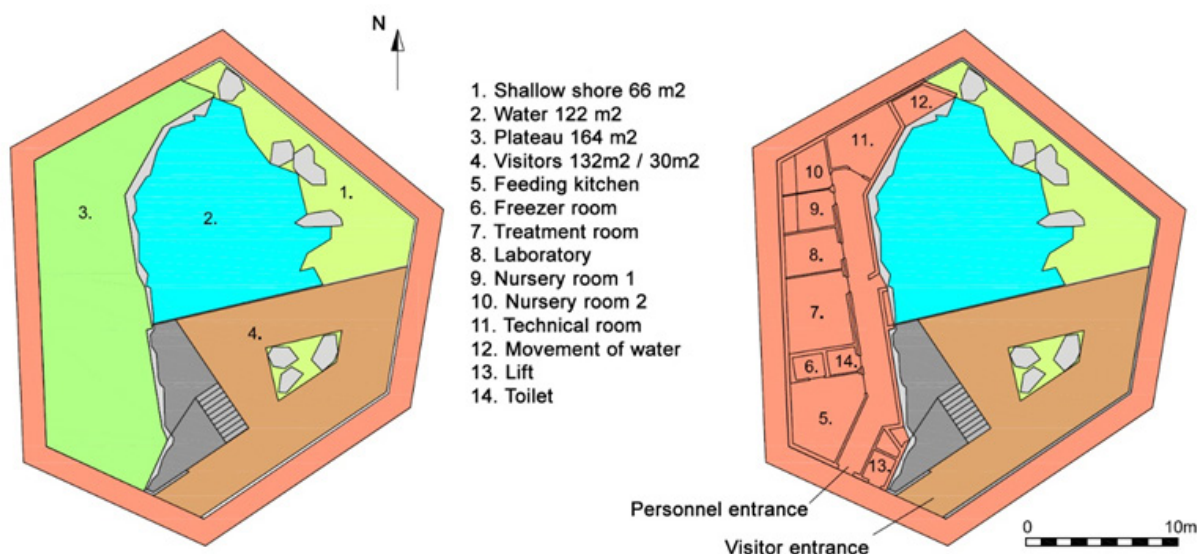 N
1. Shallow shore 66 m2
2. Water 122 m2
3. Plateau 164 m2
4. Visitors 132m2 / 30m2
5. Feeding kitchen
6. Freezer room
7. Treatment room
8. Laboratory
9. Nursery room 1
10. Nursery room 2
11. Technical room
12. Movement of water
13. Lift
14. Toilet
1.
2.
3.
4.
12.
11.
10
9.
8.
7.
6.
14.
5.
13.
Personnel entrance
Visitor entrance
0
10m